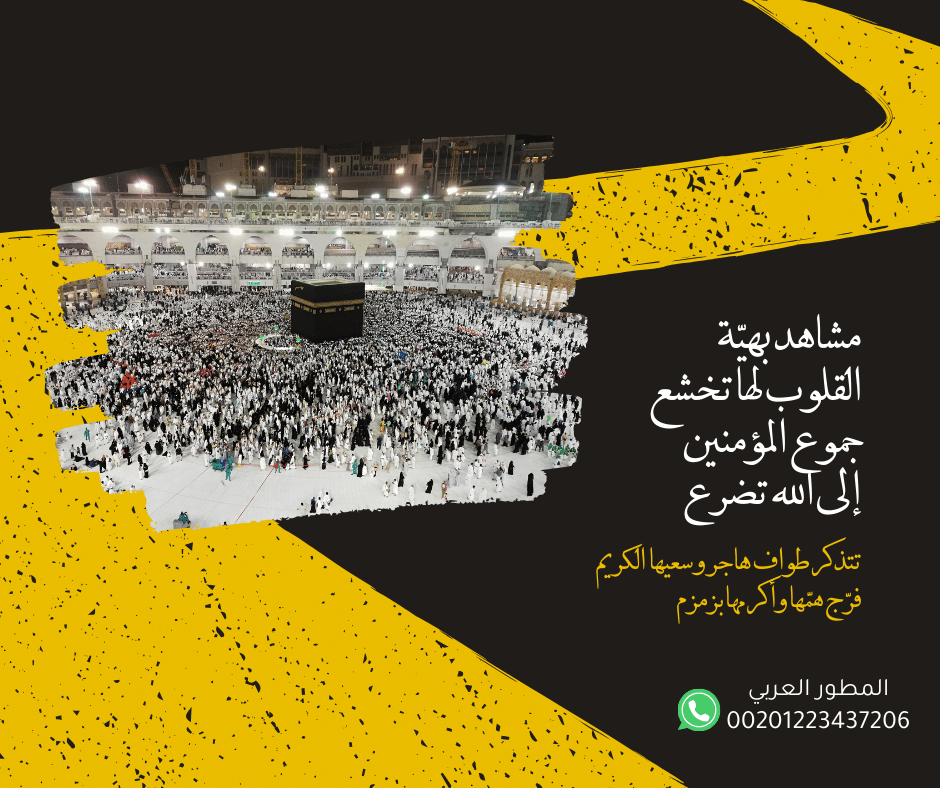 مشاهد بهيّة
القلوب لها تخشع
جموع المؤمنين
إلى الله تضرع
تتذكر طواف هاجر وسعيها الكريم
فرّج همّها وأكرمها بزمزم
المطور العربي
00201223437206